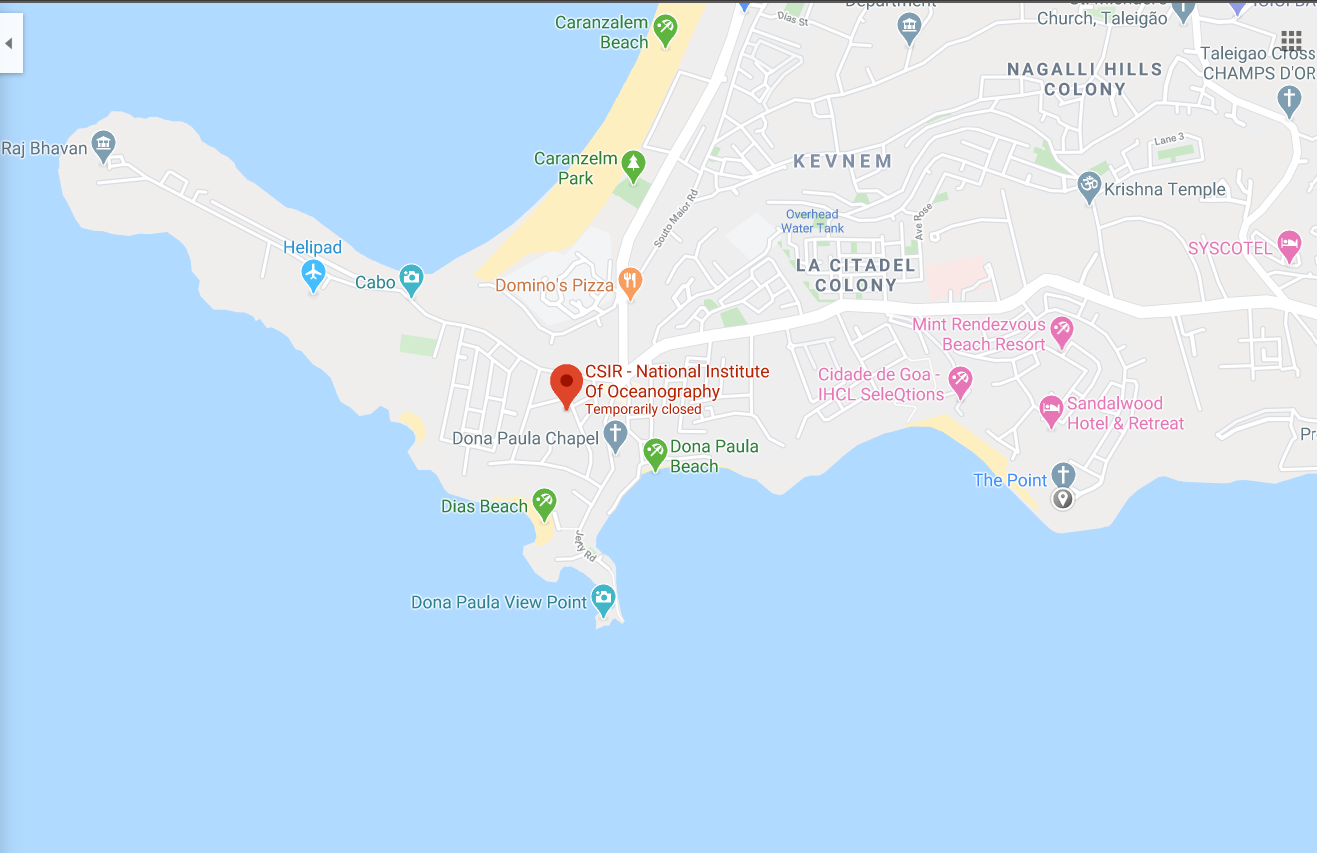 Department
Caranzalem
Beach
Dias St
Church, Taleigão
Taleigao Cross
CHAMPS D'OR
NAGALLI HILLS
COLONY
Raj Bhavan
Caranzelm
Park
KEVNEM
Lane 3
Krishna Temple
Souto Maior Rd
Overhead
Water Tank
Ave Rose
Helipad
SYSCOTEL
LA CITADEL
COLONY
Cabo
Domino's Pizza
Mint Rendezvous
Beach Resort
CSIR - National Institute
Of Oceanography
Temporarily closed
Cidade de Goa -
IHCL SeleQtions
Sandalwood
Hotel & Retreat
Dona Paula Chapel
Dona Paula
Beach
The Point
Dias Beach
Jetty Rd
Dona Paula View Point